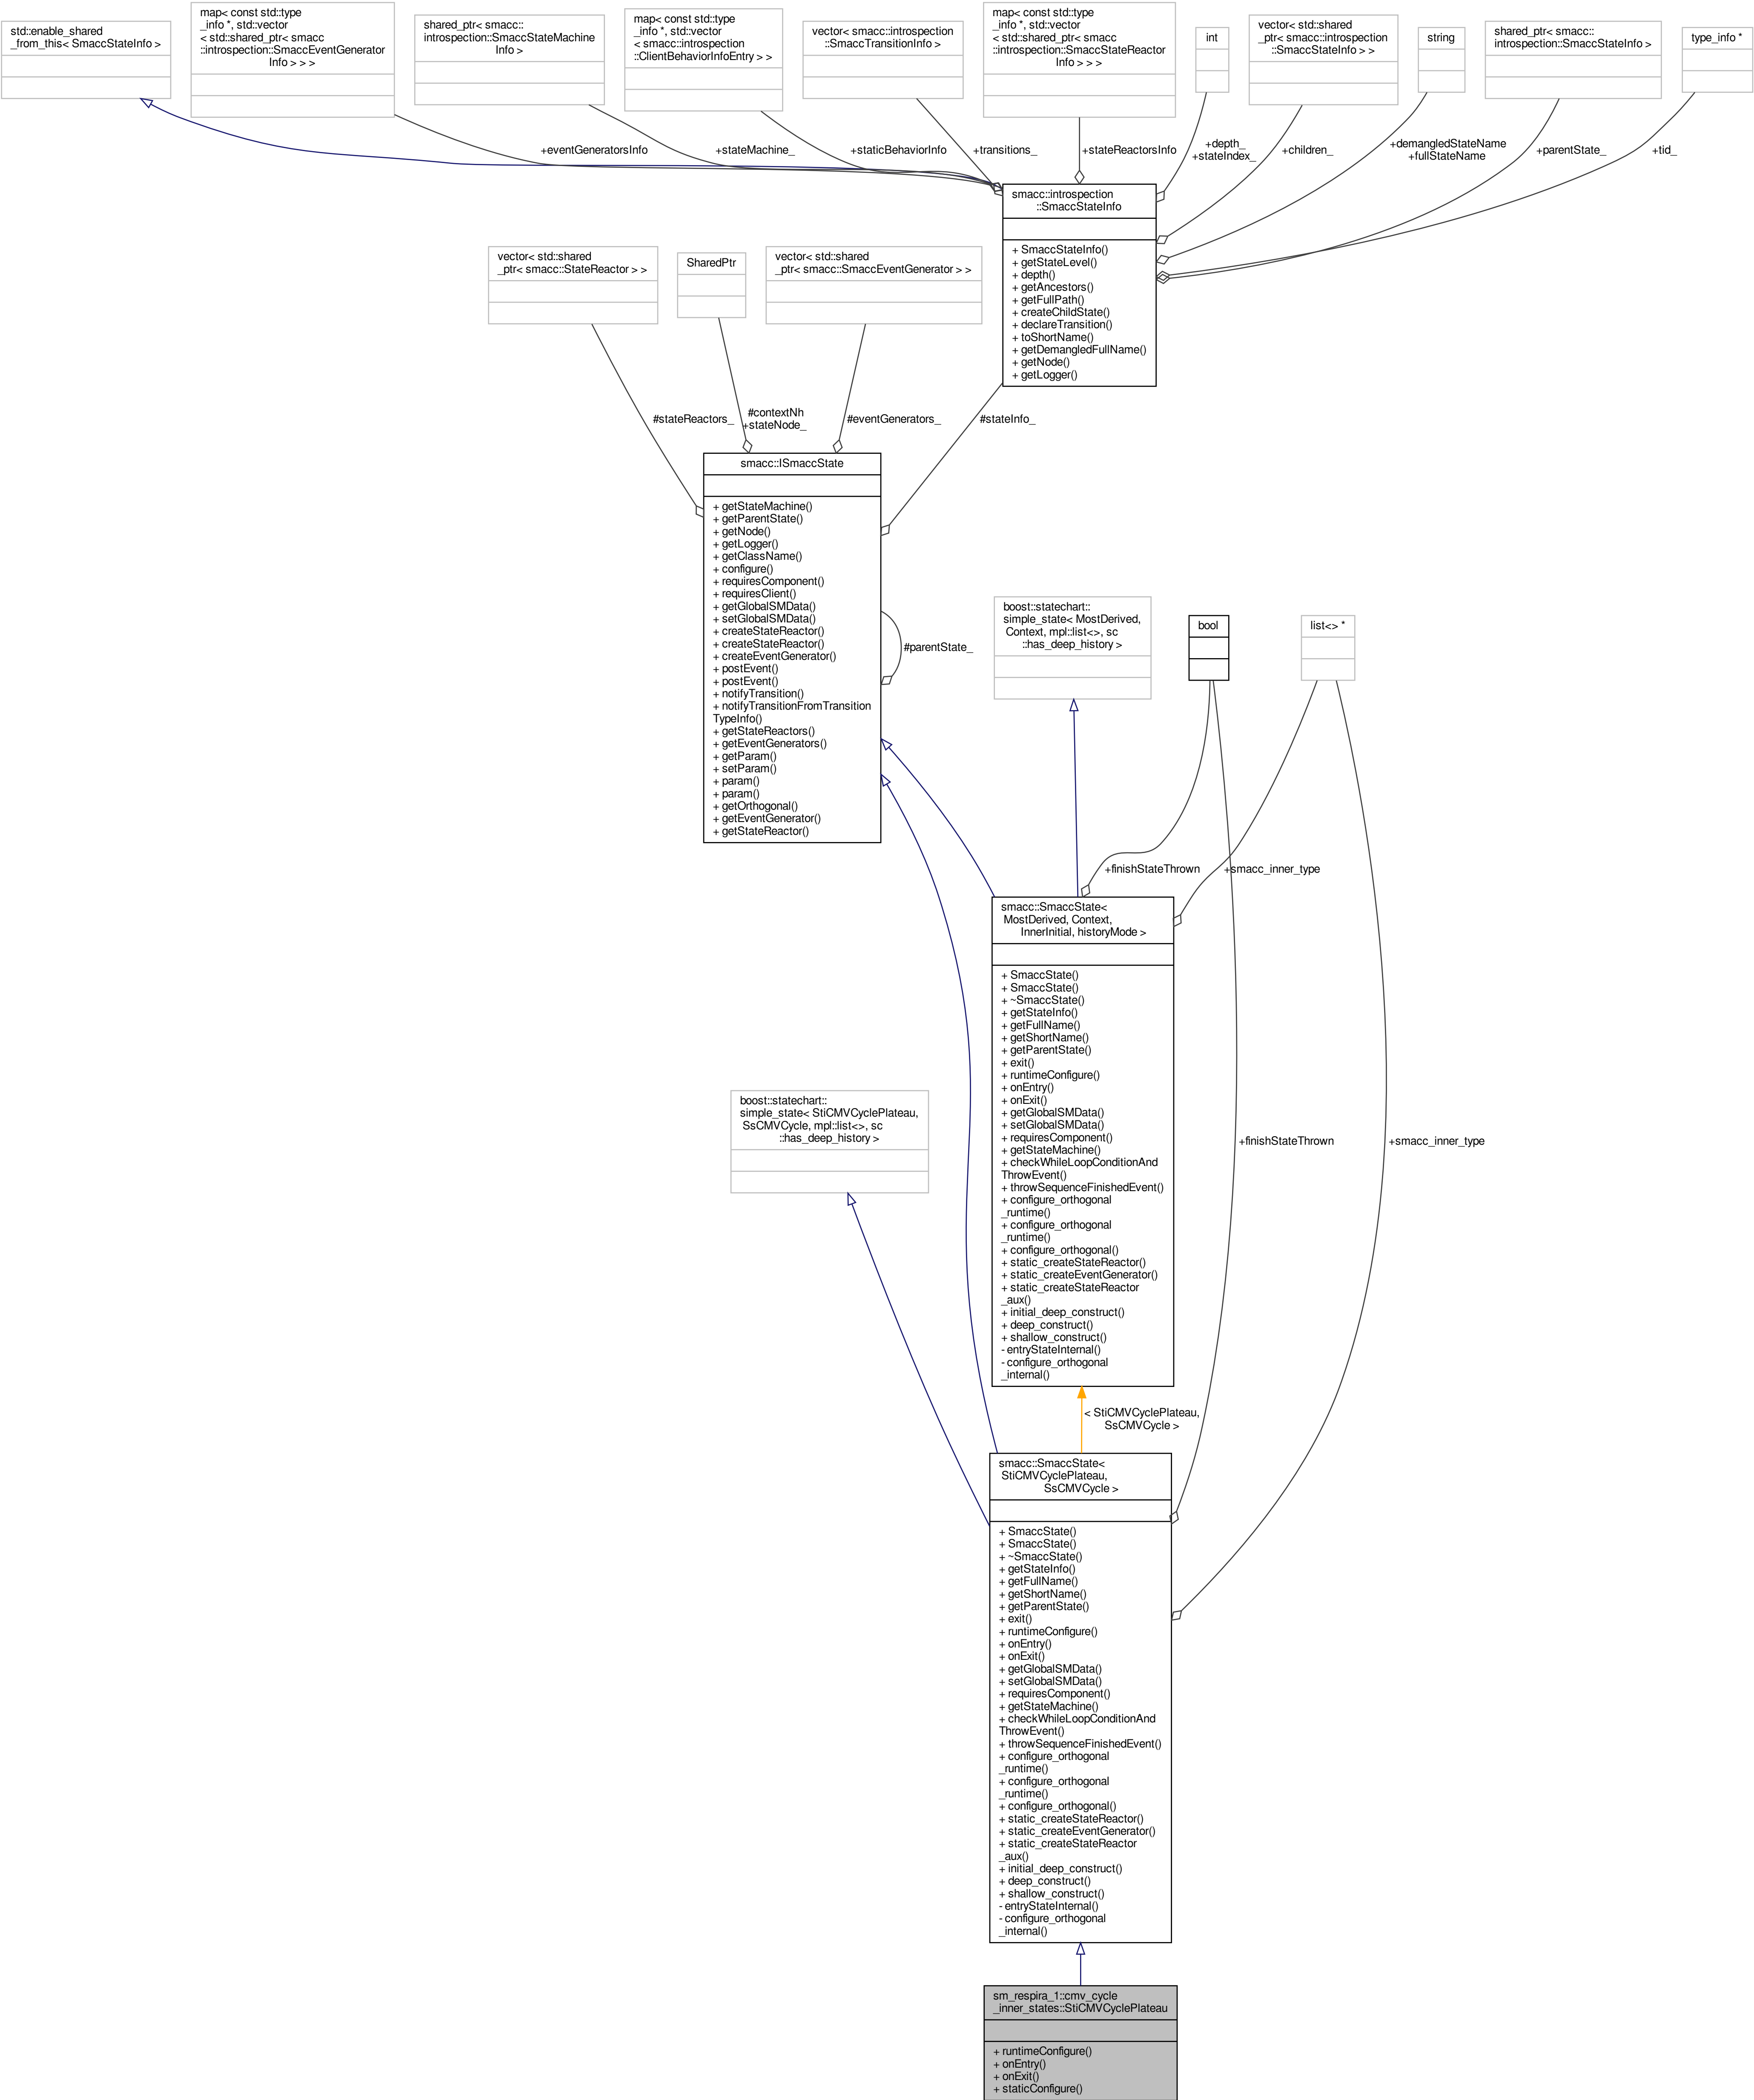 std::enable_shared
_from_this< SmaccStateInfo >
map< const std::type
_info *, std::vector
< std::shared_ptr< smacc
::introspection::SmaccEventGenerator
Info > > >
shared_ptr< smacc::
introspection::SmaccStateMachine
Info >
map< const std::type
_info *, std::vector
< smacc::introspection
::ClientBehaviorInfoEntry > >
vector< smacc::introspection
::SmaccTransitionInfo >
map< const std::type
_info *, std::vector
< std::shared_ptr< smacc
::introspection::SmaccStateReactor
Info > > >
int
vector< std::shared
_ptr< smacc::introspection
::SmaccStateInfo > >
string
shared_ptr< smacc::
introspection::SmaccStateInfo >
type_info *
+eventGeneratorsInfo
+stateMachine_
+staticBehaviorInfo
+transitions_
+stateReactorsInfo
+depth_
+stateIndex_
+children_
+demangledStateName
+fullStateName
+parentState_
+tid_
smacc::introspection
::SmaccStateInfo
+ SmaccStateInfo()
+ getStateLevel()
+ depth()
+ getAncestors()
+ getFullPath()
+ createChildState()
+ declareTransition()
+ toShortName()
+ getDemangledFullName()
+ getNode()
+ getLogger()
vector< std::shared
_ptr< smacc::StateReactor > >
SharedPtr
vector< std::shared
_ptr< smacc::SmaccEventGenerator > >
#stateReactors_
#contextNh
+stateNode_
#eventGenerators_
#stateInfo_
smacc::ISmaccState
+ getStateMachine()
+ getParentState()
+ getNode()
+ getLogger()
+ getClassName()
+ configure()
+ requiresComponent()
+ requiresClient()
+ getGlobalSMData()
+ setGlobalSMData()
+ createStateReactor()
+ createStateReactor()
+ createEventGenerator()
+ postEvent()
+ postEvent()
+ notifyTransition()
+ notifyTransitionFromTransition
TypeInfo()
+ getStateReactors()
+ getEventGenerators()
+ getParam()
+ setParam()
+ param()
+ param()
+ getOrthogonal()
+ getEventGenerator()
+ getStateReactor()
#parentState_
boost::statechart::
simple_state< MostDerived,
Context, mpl::list<>, sc
::has_deep_history >
bool
list<> *
+finishStateThrown
+smacc_inner_type
smacc::SmaccState<
MostDerived, Context,
InnerInitial, historyMode >
+ SmaccState()
+ SmaccState()
+ ~SmaccState()
+ getStateInfo()
+ getFullName()
+ getShortName()
+ getParentState()
+ exit()
+ runtimeConfigure()
+ onEntry()
+ onExit()
+ getGlobalSMData()
+ setGlobalSMData()
+ requiresComponent()
+ getStateMachine()
+ checkWhileLoopConditionAnd
ThrowEvent()
+ throwSequenceFinishedEvent()
+ configure_orthogonal
_runtime()
+ configure_orthogonal
_runtime()
+ configure_orthogonal()
+ static_createStateReactor()
+ static_createEventGenerator()
+ static_createStateReactor
_aux()
+ initial_deep_construct()
+ deep_construct()
+ shallow_construct()
- entryStateInternal()
- configure_orthogonal
_internal()
boost::statechart::
simple_state< StiCMVCyclePlateau,
SsCMVCycle, mpl::list<>, sc
::has_deep_history >
+finishStateThrown
+smacc_inner_type
< StiCMVCyclePlateau,
SsCMVCycle >
smacc::SmaccState<
StiCMVCyclePlateau,
SsCMVCycle >
+ SmaccState()
+ SmaccState()
+ ~SmaccState()
+ getStateInfo()
+ getFullName()
+ getShortName()
+ getParentState()
+ exit()
+ runtimeConfigure()
+ onEntry()
+ onExit()
+ getGlobalSMData()
+ setGlobalSMData()
+ requiresComponent()
+ getStateMachine()
+ checkWhileLoopConditionAnd
ThrowEvent()
+ throwSequenceFinishedEvent()
+ configure_orthogonal
_runtime()
+ configure_orthogonal
_runtime()
+ configure_orthogonal()
+ static_createStateReactor()
+ static_createEventGenerator()
+ static_createStateReactor
_aux()
+ initial_deep_construct()
+ deep_construct()
+ shallow_construct()
- entryStateInternal()
- configure_orthogonal
_internal()
sm_respira_1::cmv_cycle
_inner_states::StiCMVCyclePlateau
+ runtimeConfigure()
+ onEntry()
+ onExit()
+ staticConfigure()